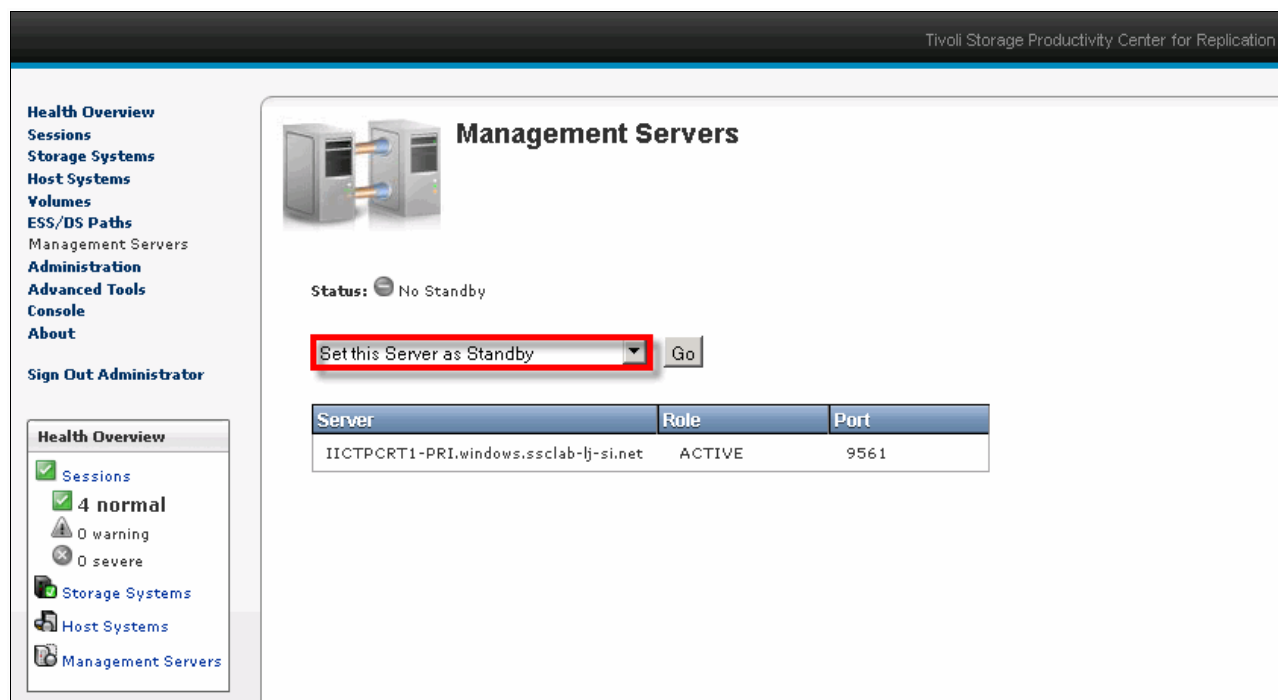 Tivoli Storage Productivity Center for Replication
Health Overview
Sessions
Storage Systems
Host Systems
Volumes
ESS/DS Paths
Management Servers
Administration
Advanced Tools
Console
About
Sign Out Administrator
Health Overview
Sessions
4 normal
0 warning
0 severe
Storage Systems
Host Systems
Management Servers
Management Servers
Status: No Standby
Set this Server as Standby Go
Server Role Port
IICTPCRT1-PRI.windows.ssclab-lj-si.net ACTIVE 9561